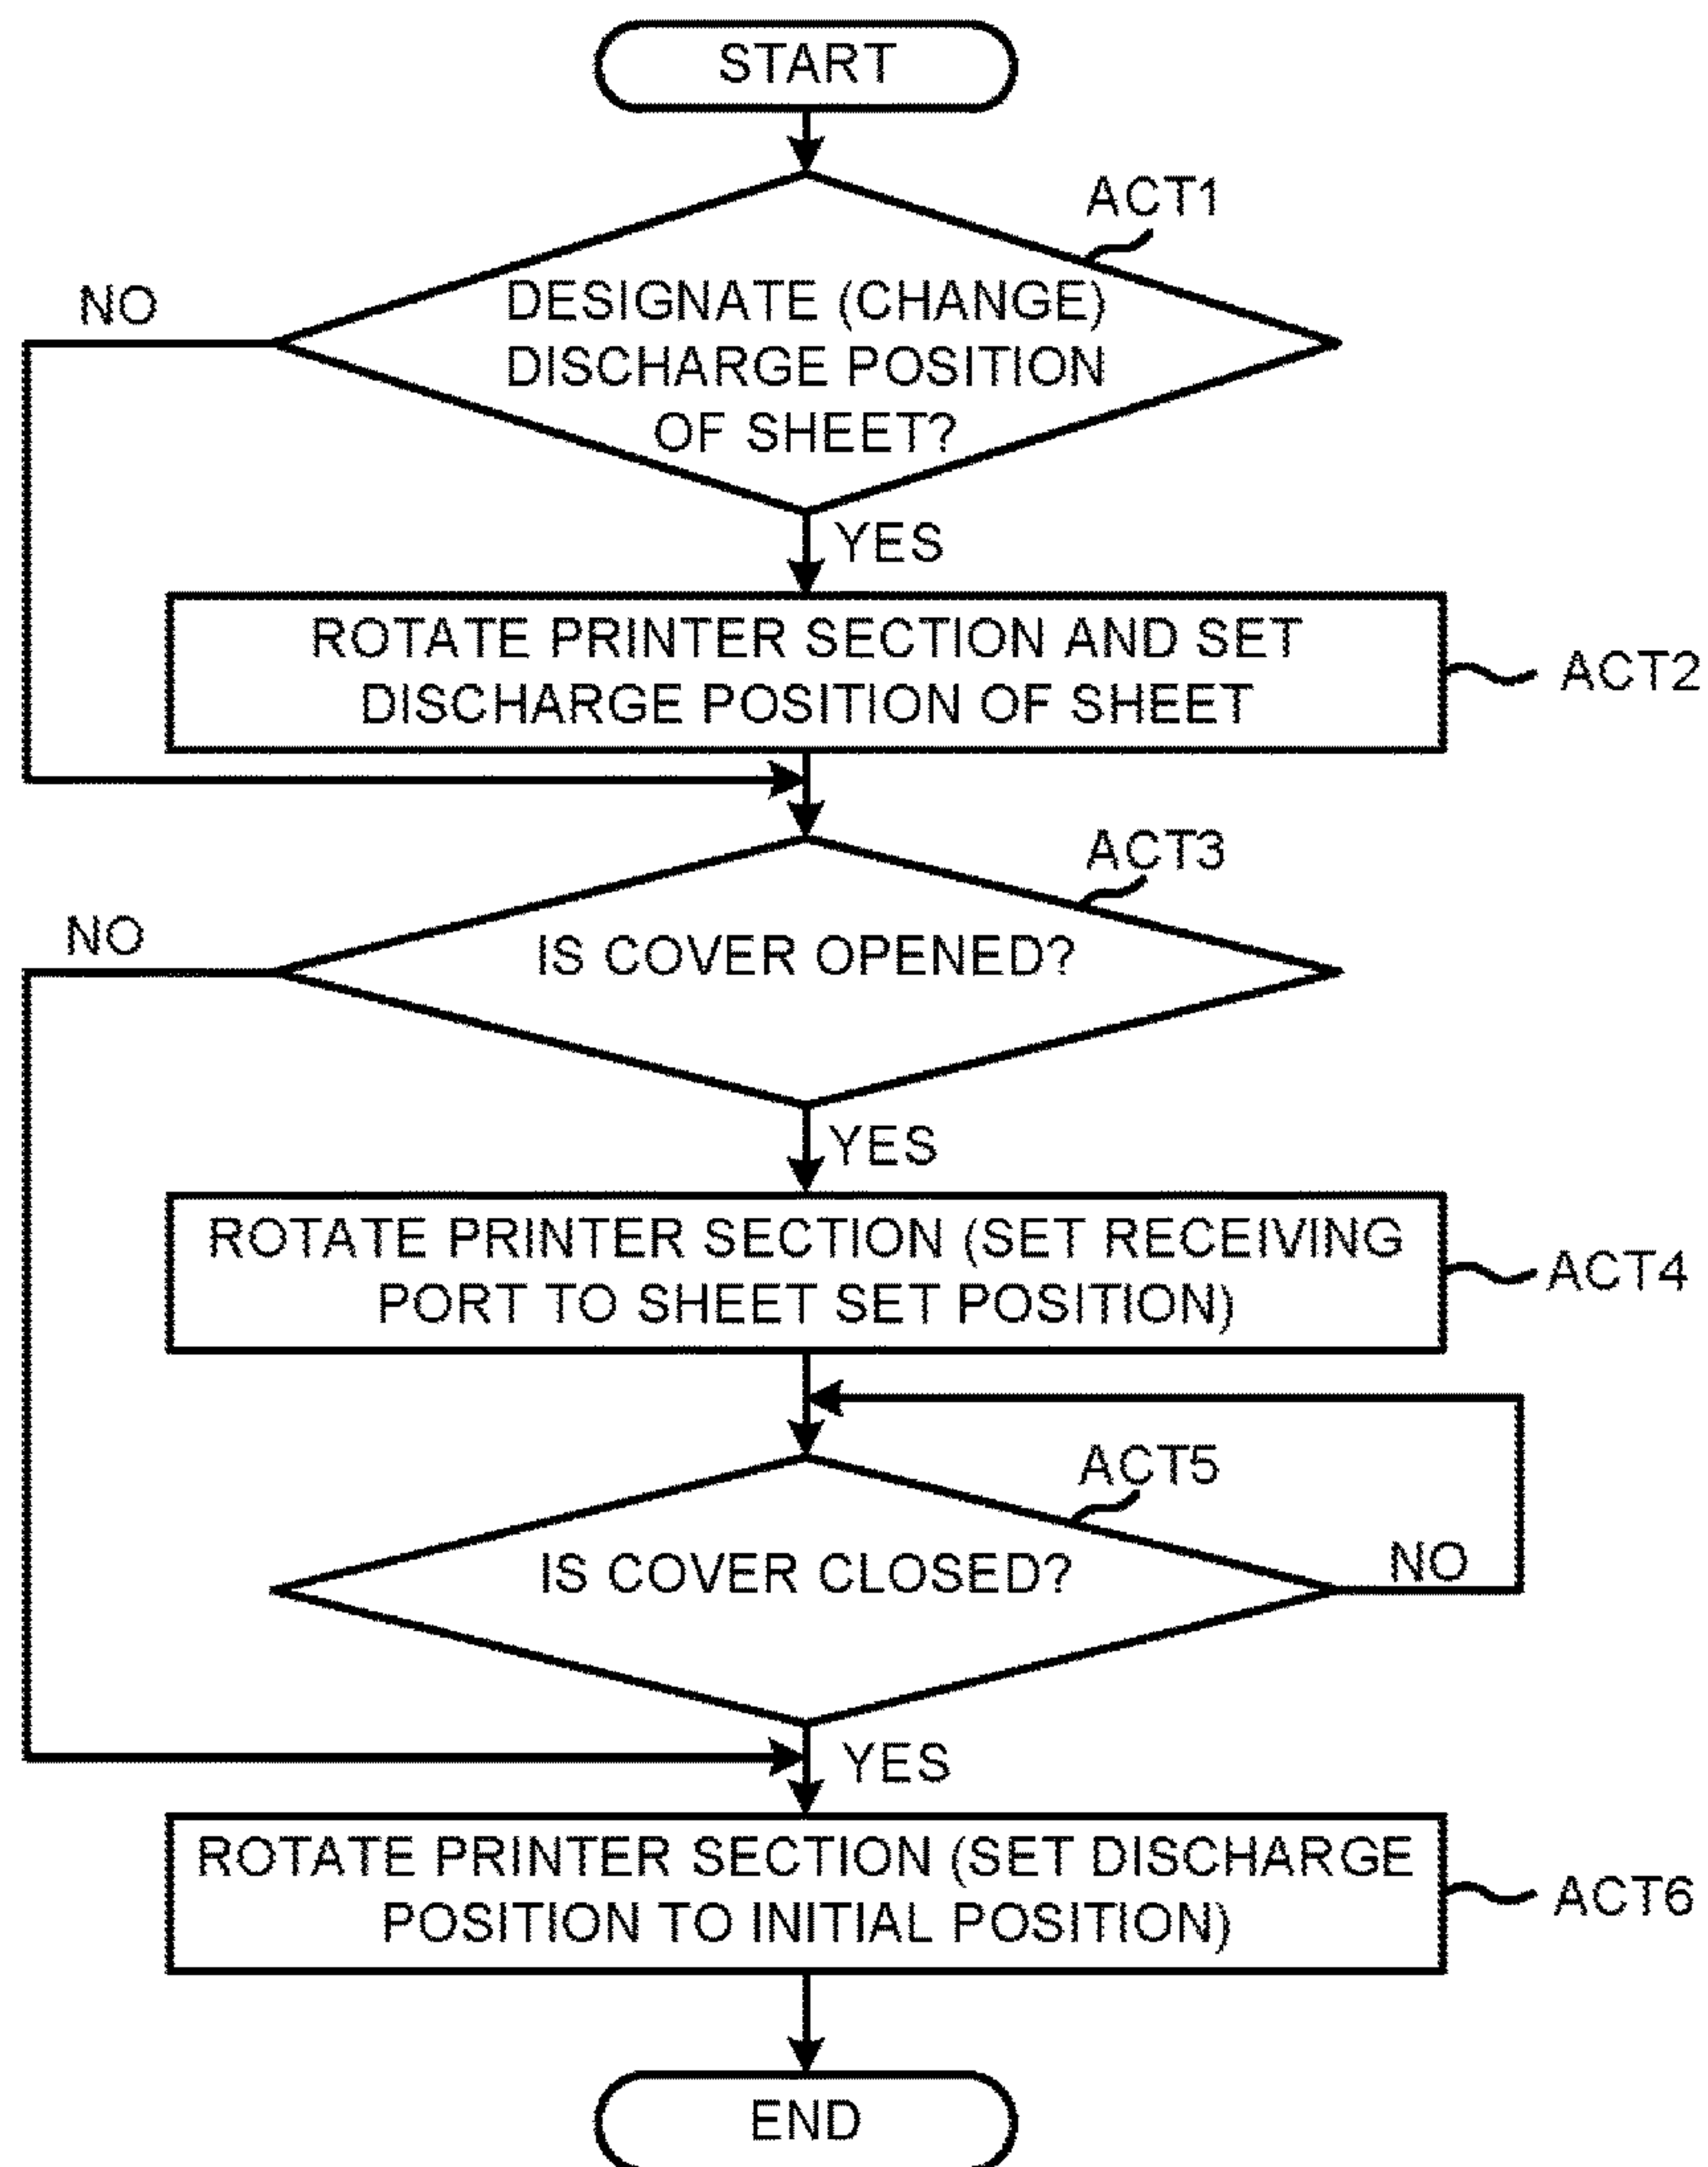 START
ACT1
NO
DESIGNATE (CHANGE)
DISCHARGE POSITION
OF SHEET?
YES
ROTATE PRINTER SECTION AND SET
DISCHARGE POSITION OF SHEET
ACT2
ACT3
NO
IS COVER OPENED?
YES
ROTATE PRINTER SECTION (SET RECEIVING
PORT TO SHEET SET POSITION)
ACT4
ACT5
IS COVER CLOSED?
NO
YES
ROTATE PRINTER SECTION (SET DISCHARGE
POSITION TO INITIAL POSITION)
ACT6
END